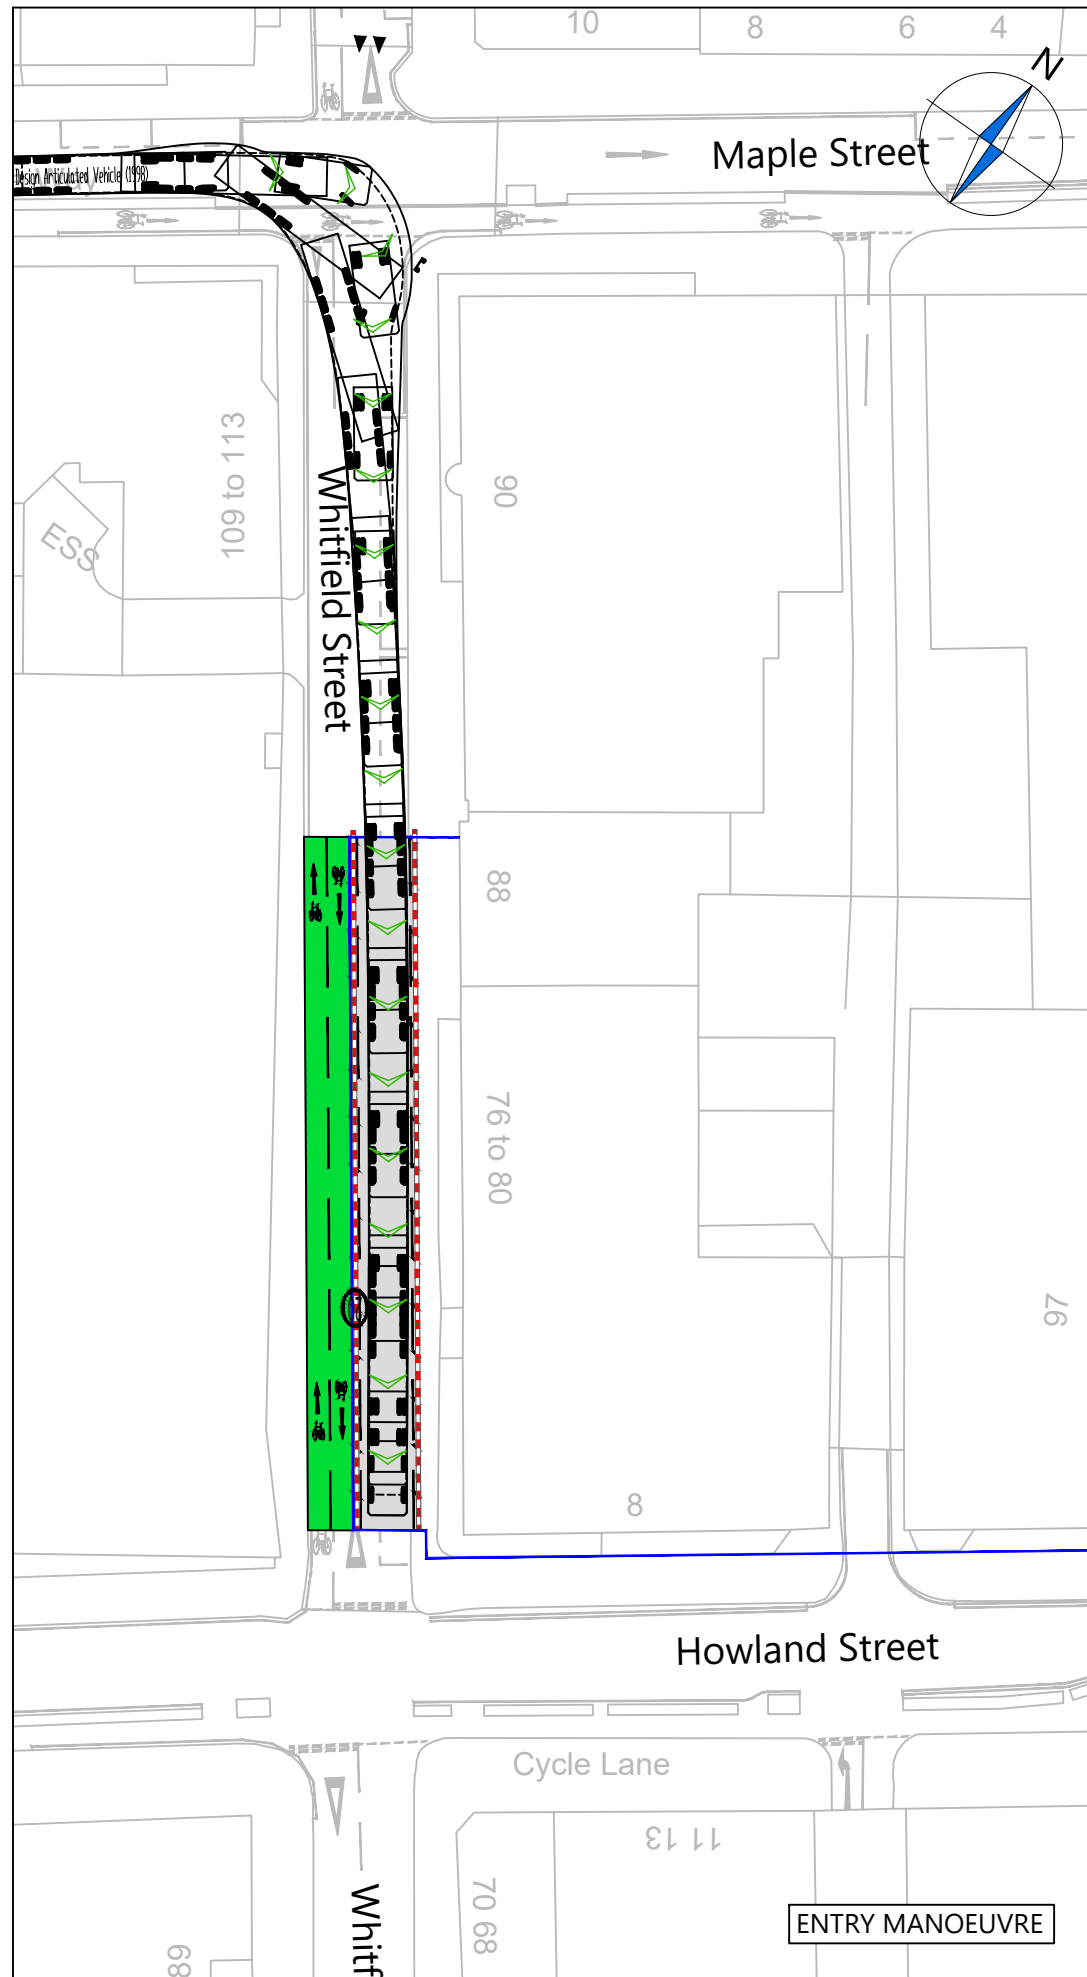 10
8
6
4
N
Maple Street
Design Articulated Vehicle (1998)
109 to 113
90
ESS
Whitfield Street
88
76 to 80
97
8
Howland Street
Cycle Lane
11 13
70 68
Whitf
89
ENTRY MANOEUVRE